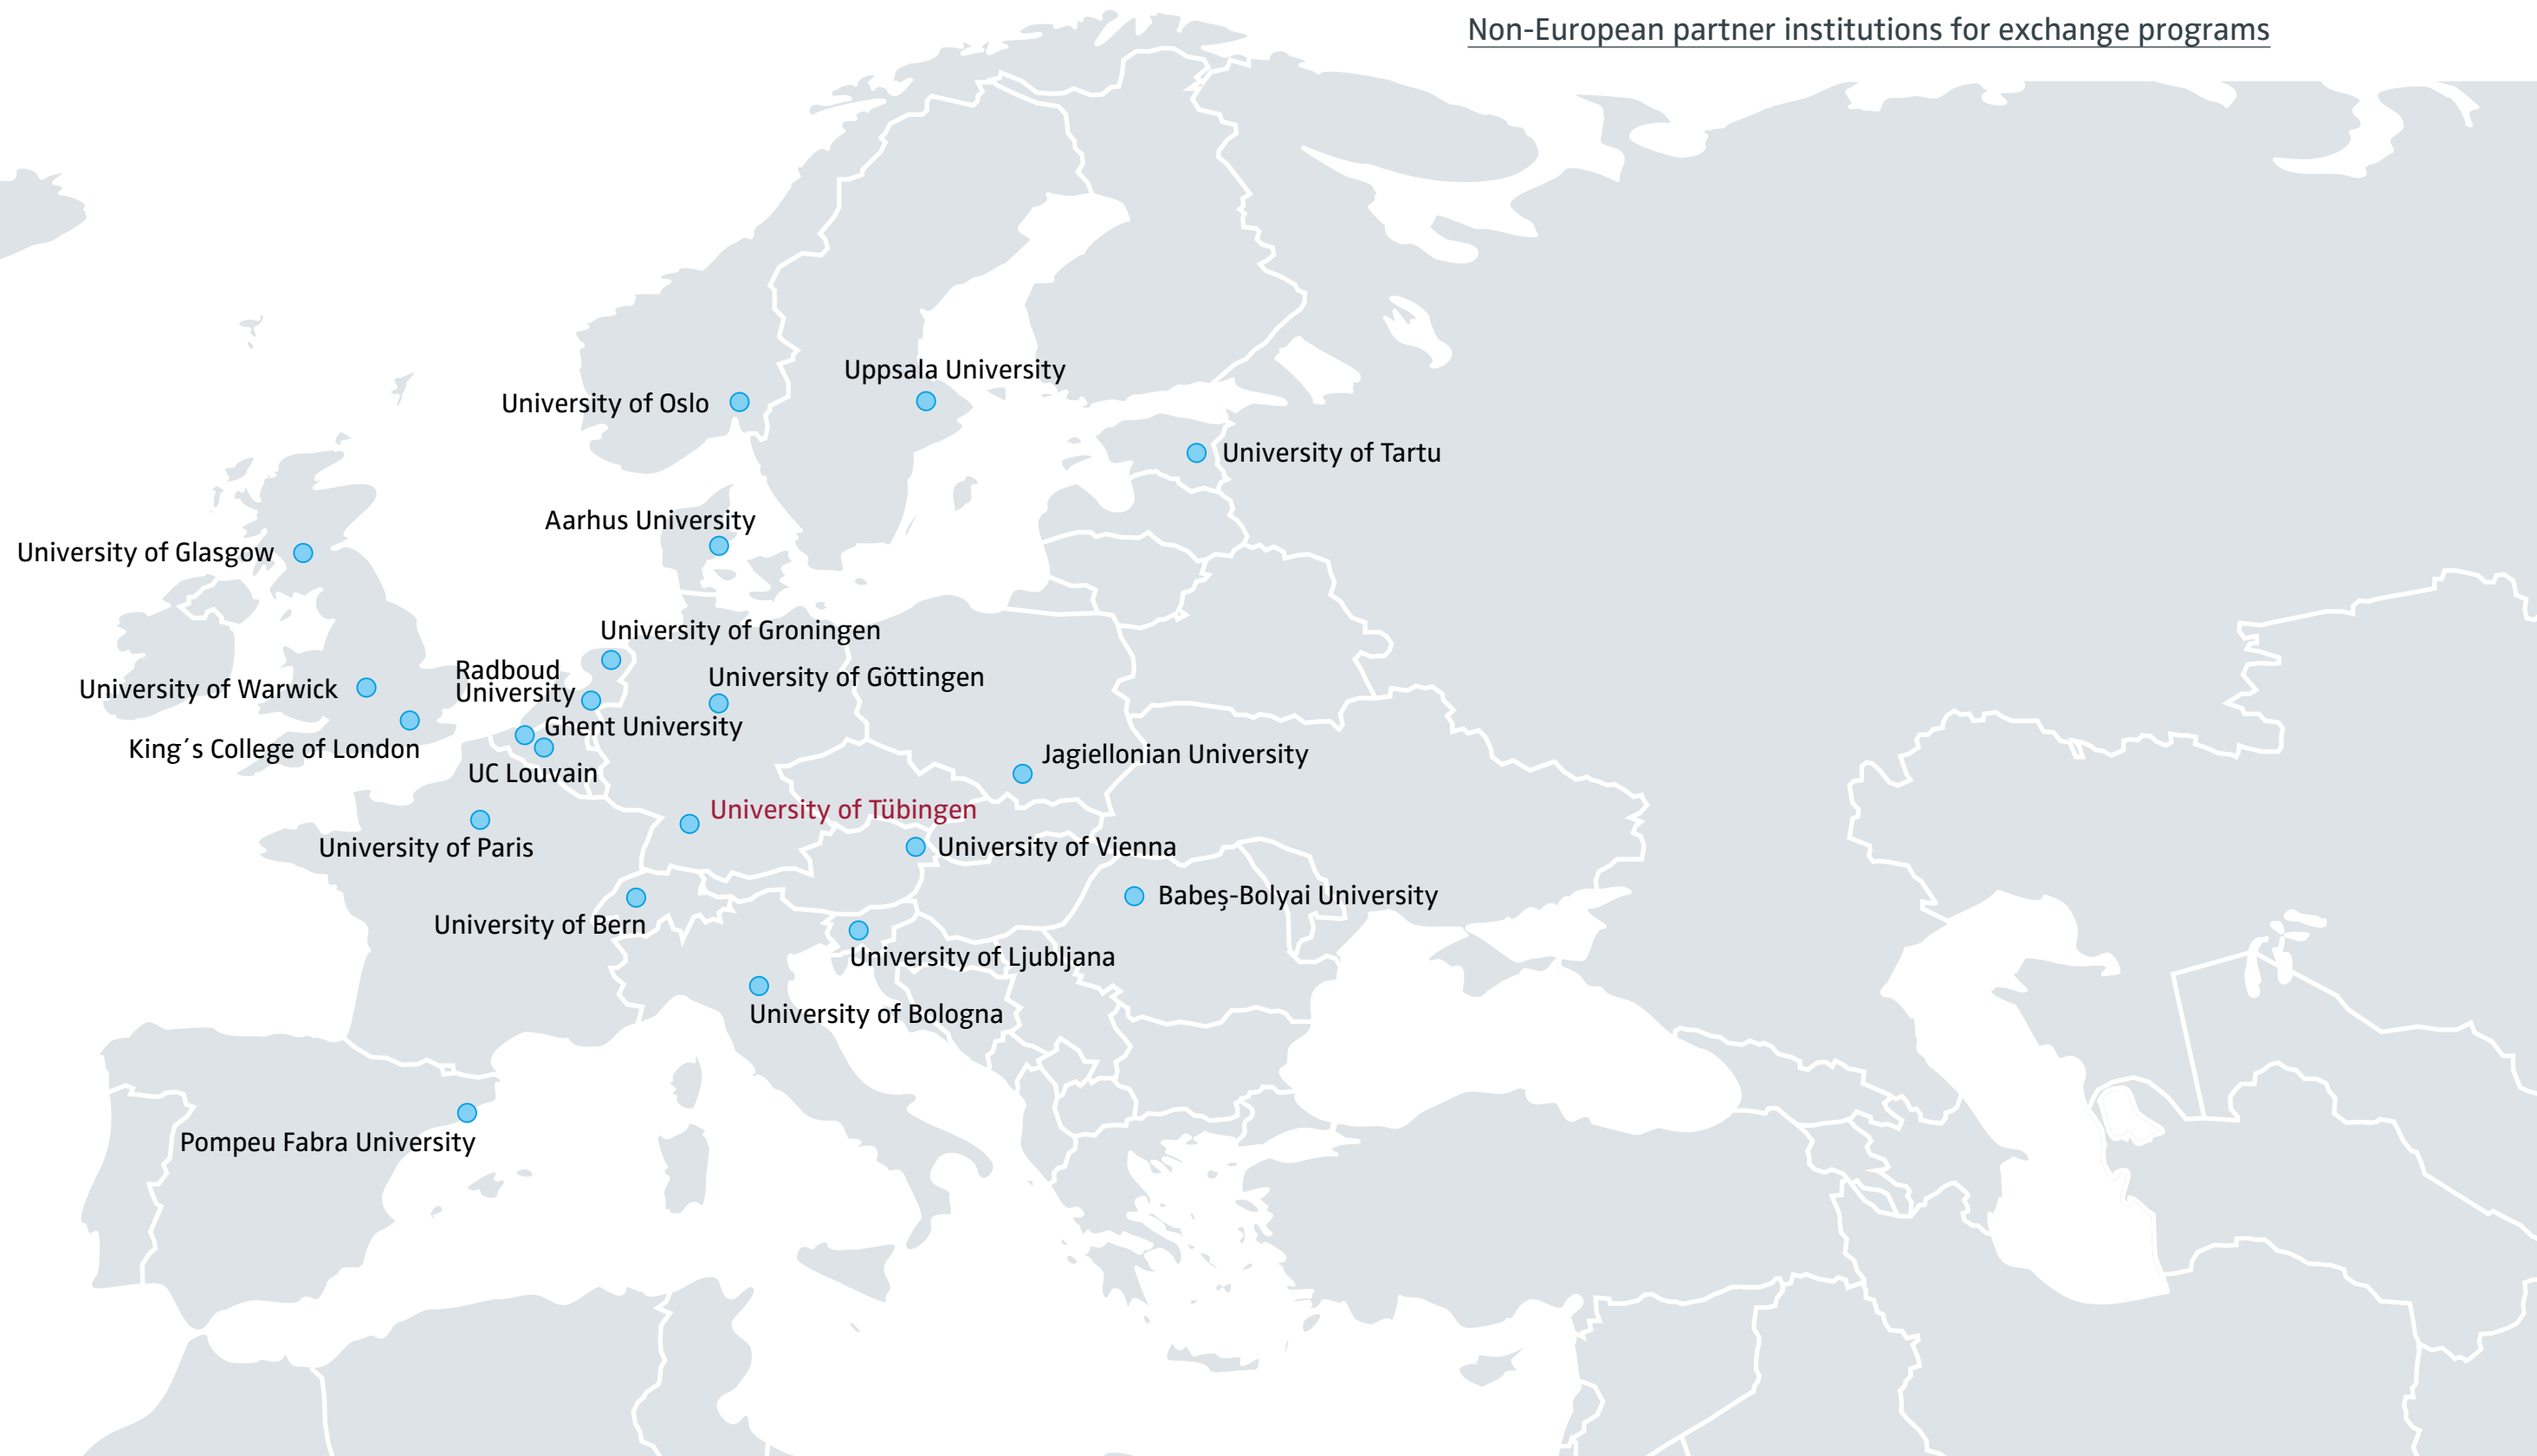 Non-European partner institutions for exchange programs
Uppsala University
University of Oslo
University of Tartu
Aarhus University
University of Glasgow
University of Groningen
Radboud
University
University of Göttingen
University of Warwick
Ghent University
King´s College of London
Jagiellonian University
UC Louvain
University of Tübingen
University of Paris
University of Vienna
Babeș-Bolyai University
University of Bern
University of Ljubljana
University of Bologna
Pompeu Fabra University